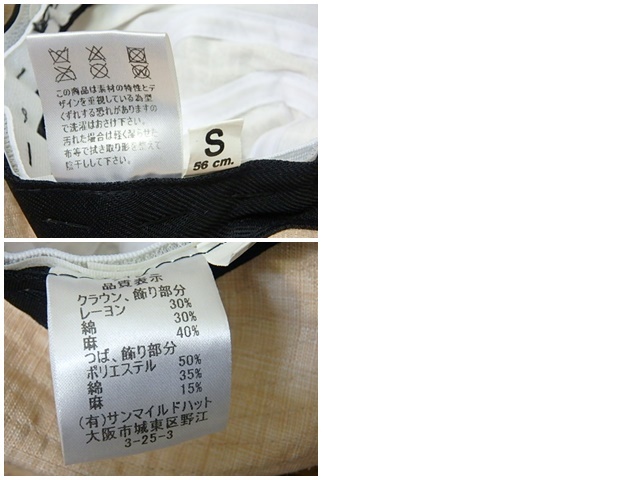 この商品は素材の特性とデ
ザインを重視している為型
くずれする恐れがありますの
で洗濯はおさけ下さい。
汚れた場合は軽く湿らせた
布等で拭き取り形を整えて
陰干しして下さい。
S
56 cm.
品質表示
クラウン、飾り部分
レーヨン 30%
綿 30%
麻 40%
つば、飾り部分
ポリエステル 50%
綿 35%
麻 15%
(有)サンマイルドハット
大阪市城東区野江
3-25-3